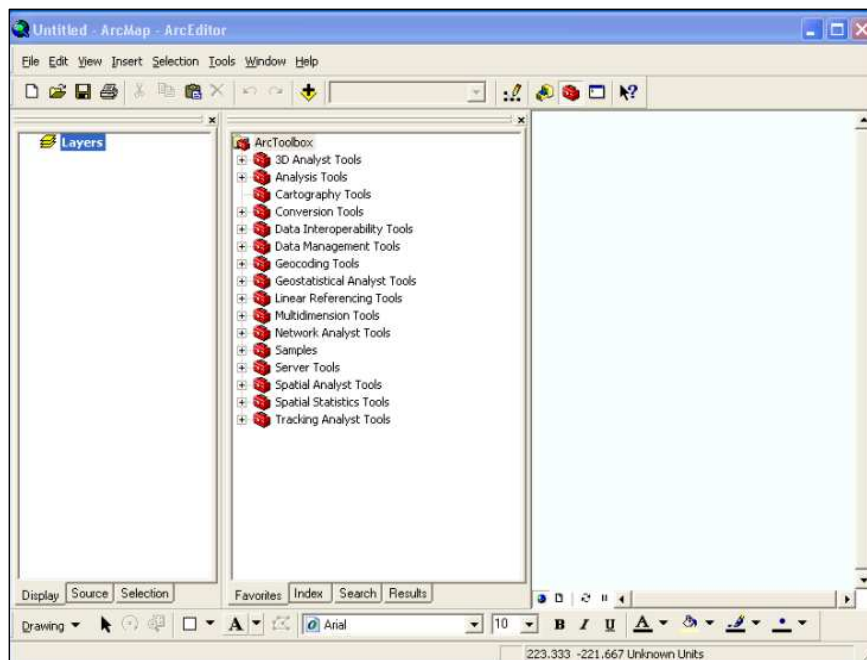 Untitled - ArcMap - ArcEditor
File Edit View Insert Selection Tools Window Help
Layers
ArcToolbox
3D Analyst Tools
Analysis Tools
Cartography Tools
Conversion Tools
Data Interoperability Tools
Data Management Tools
Geocoding Tools
Geostatistical Analyst Tools
Linear Referencing Tools
Multidimension Tools
Network Analyst Tools
Samples
Server Tools
Spatial Analyst Tools
Spatial Statistics Tools
Tracking Analyst Tools
Display Source Selection
Favorites Index Search Results
Drawing A Arial 10 B I U A
223.333 -221.667 Unknown Units